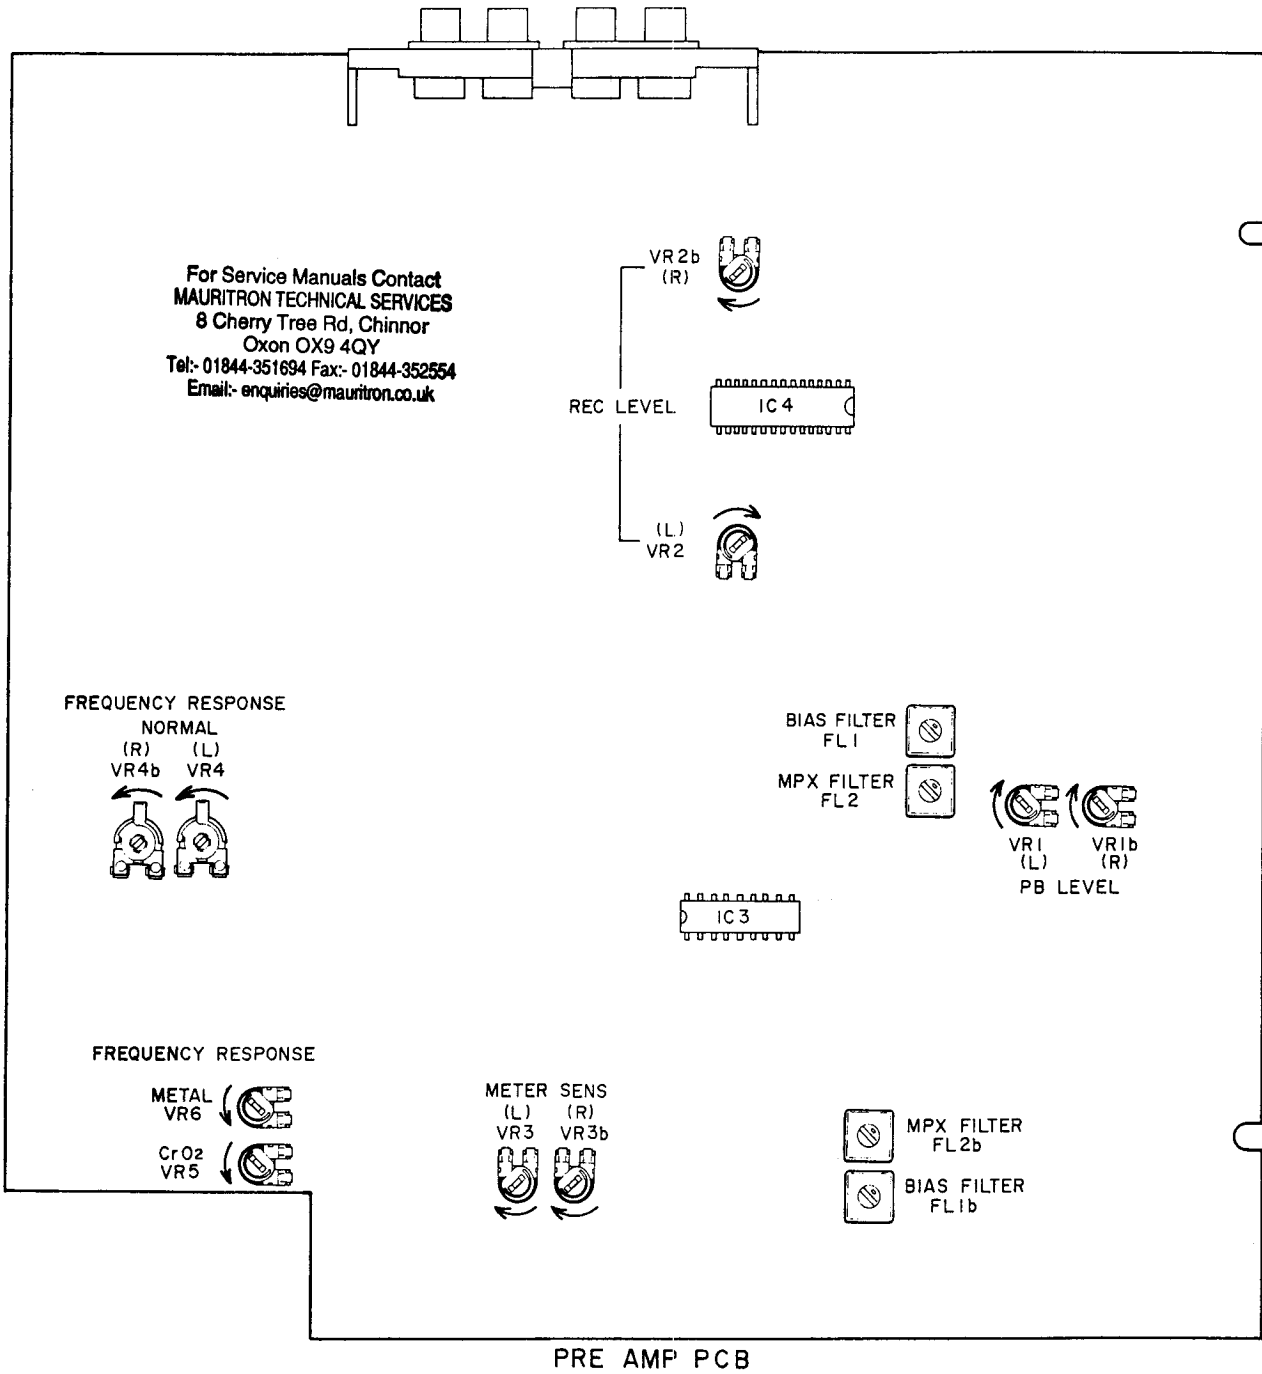 For Service Manuals Contact
MAURITRON TECHNICAL SERVICES
8 Cherry Tree Rd, Chinnor
Oxon OX9 4QY
Tel:- 01844-351694 Fax:- 01844-352554
Email:- enquiries@mauritron.co.uk
VR2b
(R)
REC LEVEL
IC4
(L)
VR2
FREQUENCY RESPONSE
NORMAL
(R) (L)
VR4b VR4
BIAS FILTER
FL1
MPX FILTER
FL2
VR1 VR1b
(L) (R)
PB LEVEL
IC3
FREQUENCY RESPONSE
METAL
VR6
CrO2
VR5
METER SENS
(L) (R)
VR3 VR3b
MPX FILTER
FL2b
BIAS FILTER
FL1b
PRE AMP PCB